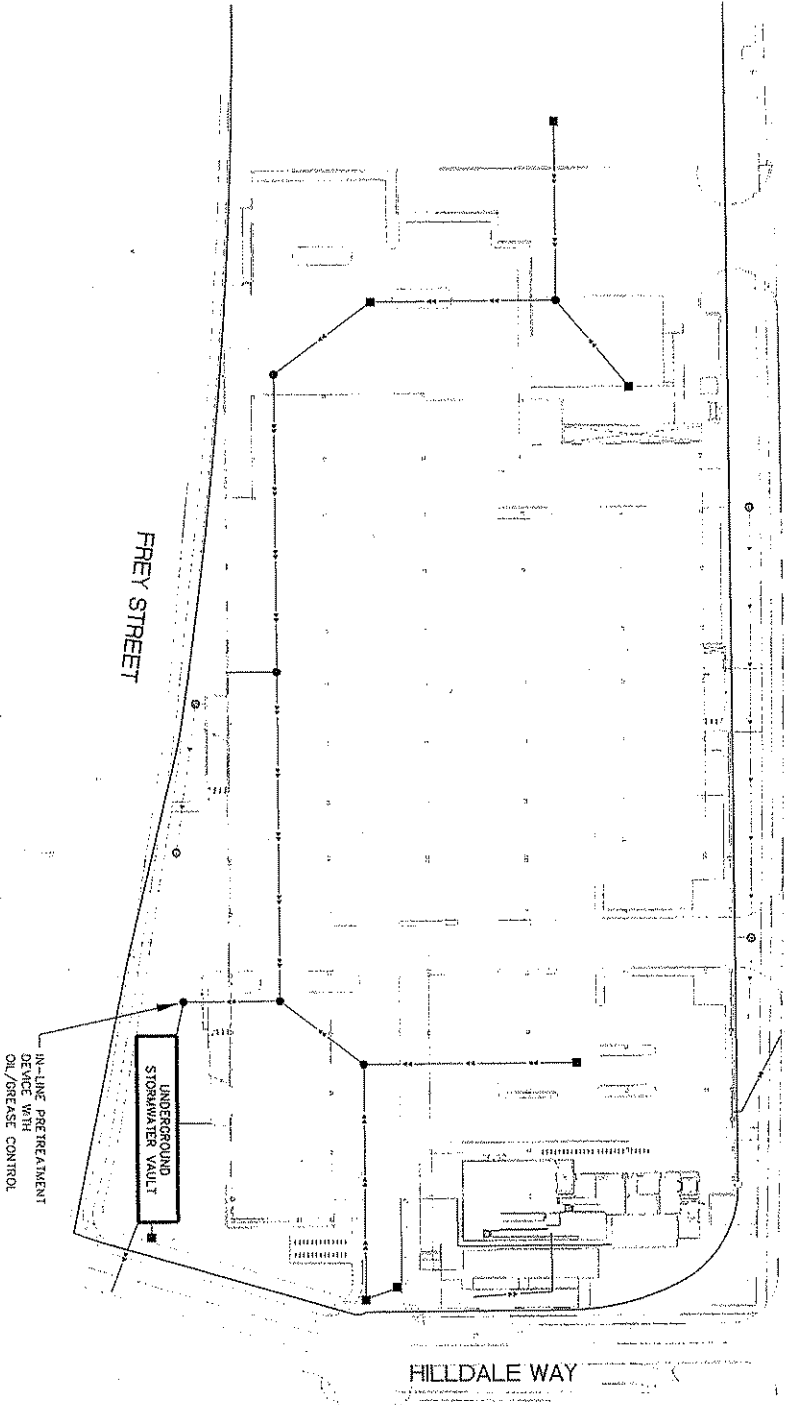 FREY STREET
UNDERGROUND
STORMWATER VAULT
IN-LINE PRETREATMENT
DEVICE WITH
OIL/GREASE CONTROL
HILLDALE WAY